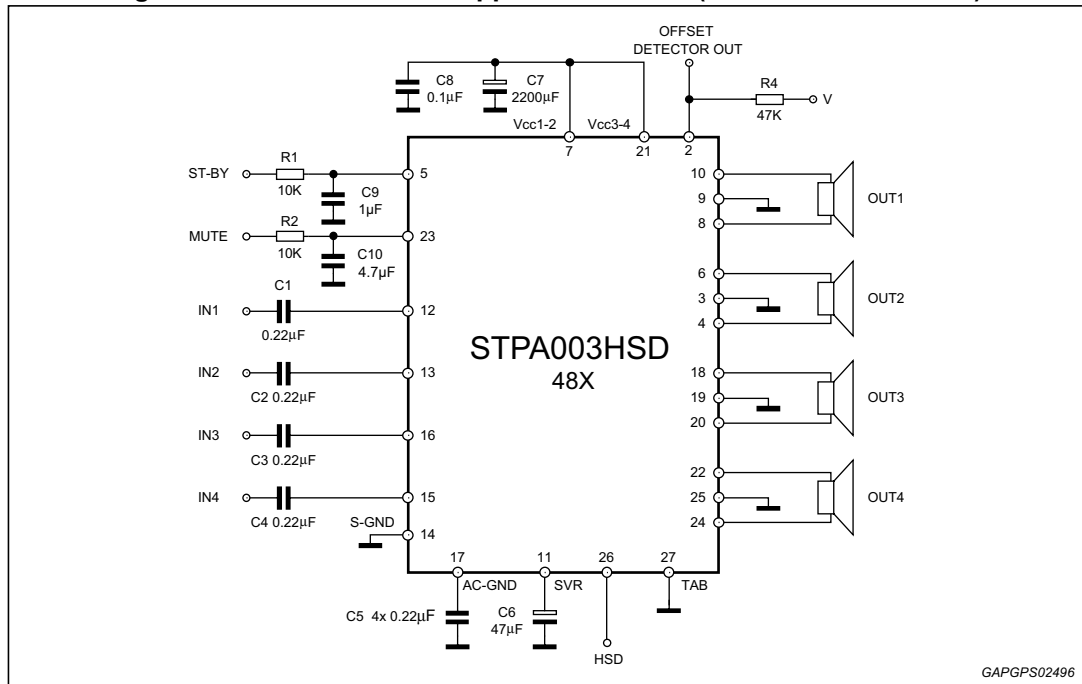 OFFSET
DETECTOR OUT
C8
0.1µF
C7
2200µF
R4
47K
V
Vcc1-2
Vcc3-4
7
21
2
ST-BY
R1
10K
5
C9
1µF
MUTE
R2
10K
23
C10
4.7µF
IN1
C1
0.22µF
12
IN2
C2 0.22µF
13
IN3
C3 0.22µF
16
IN4
C4 0.22µF
15
S-GND
14
STPA003HSD
48X
10
9
8
OUT1
6
3
4
OUT2
18
19
20
OUT3
22
25
24
OUT4
17
AC-GND
11
SVR
26
27
TAB
C5 4x 0.22µF
C6
47µF
HSD
GAPGPS02496